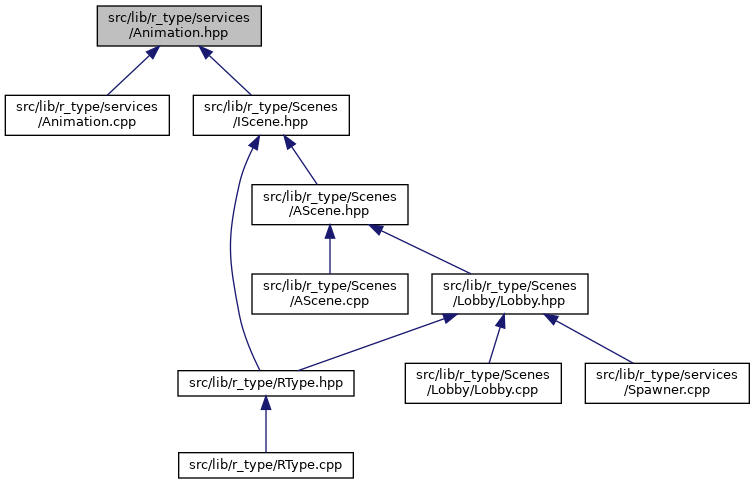 src/lib/r_type/services
/Animation.hpp
src/lib/r_type/services
/Animation.cpp
src/lib/r_type/Scenes
/IScene.hpp
src/lib/r_type/Scenes
/AScene.hpp
src/lib/r_type/Scenes
/AScene.cpp
src/lib/r_type/Scenes
/Lobby/Lobby.hpp
src/lib/r_type/RType.hpp
src/lib/r_type/Scenes
/Lobby/Lobby.cpp
src/lib/r_type/services
/Spawner.cpp
src/lib/r_type/RType.cpp